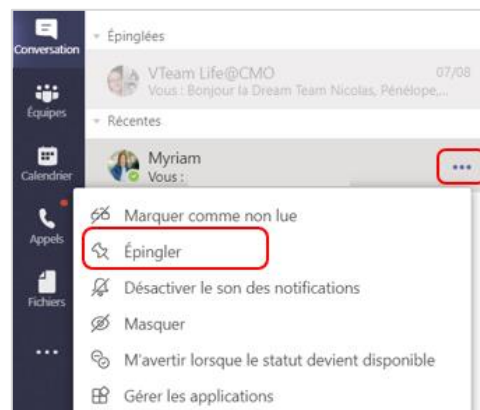 Conversation
Équipes
Calendrier
Appels
Fichiers
Épinglées
VTeam Life@CMO 07/08
Vous : Bonjour la Dream Team Nicolas, Pénélope,...
Récentes
Myriam
Vous :
Marquer comme non lue
Épingler
Désactiver le son des notifications
Masquer
M'avertir lorsque le statut devient disponible
Gérer les applications